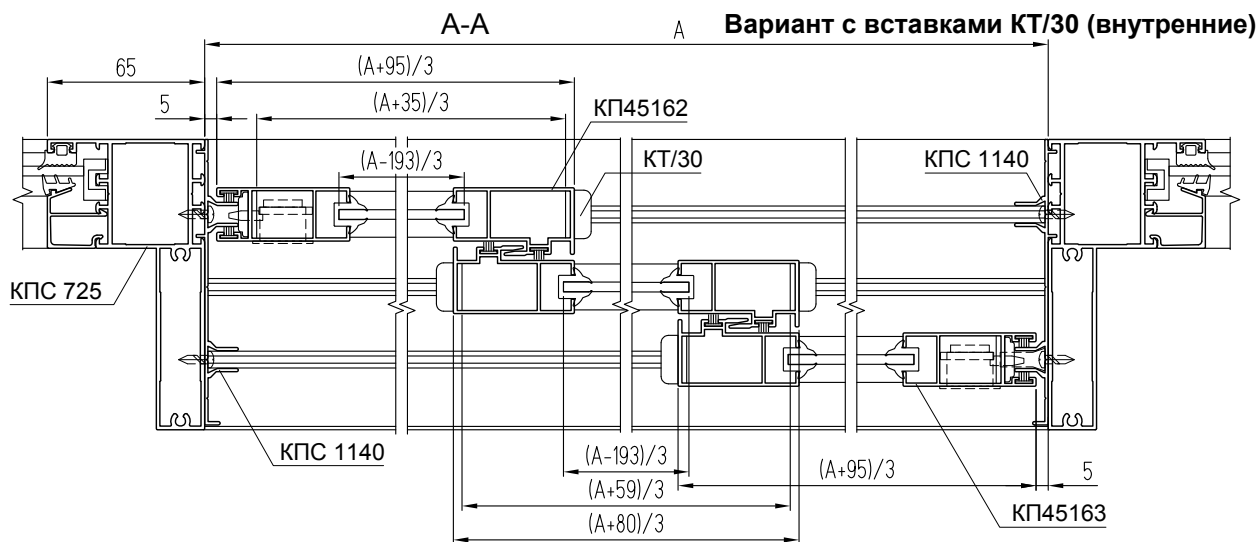 А-А
A
Вариант с вставками КТ/30 (внутренние)
65
(A+95)/3
5
(A+35)/3
КП45162
(A-193)/3
КТ/30
КПС 1140
КПС 725
КПС 1140
(A-193)/3
(A+95)/3
5
(A+59)/3
КП45163
(A+80)/3